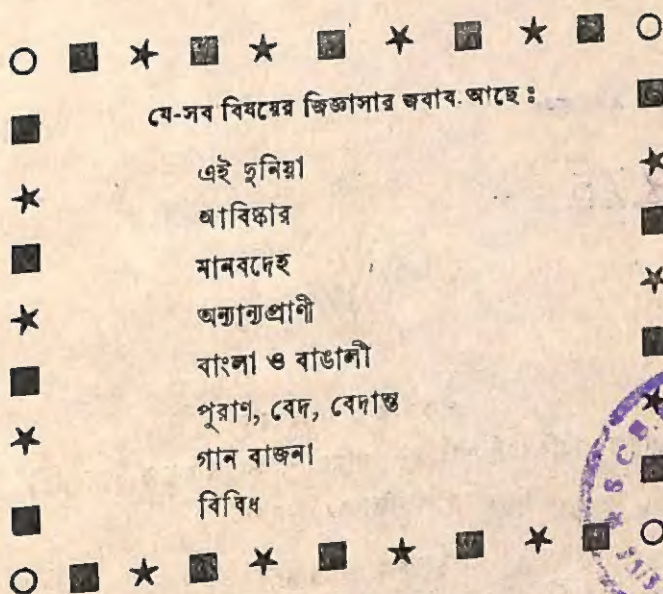 যে-সব বিষয়ের জিজ্ঞাসার জবাব আছে :
এই দুনিয়া
আবিষ্কার
মানবদেহ
অন্যান্যপ্রাণী
বাংলা ও বাঙালী
পুরাণ, বেদ, বেদান্ত
গান বাজনা
বিবিধ